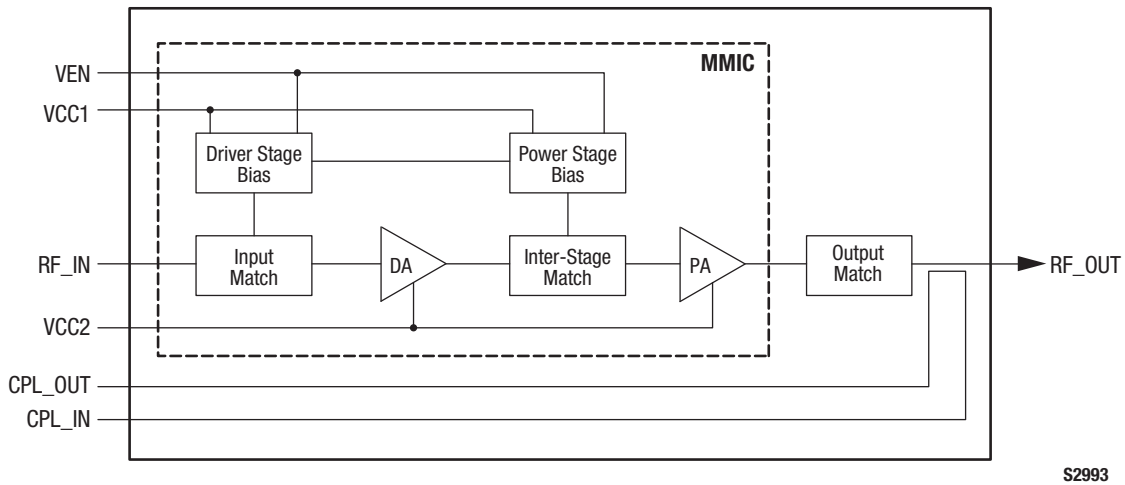 MMIC
VEN
VCC1
Driver Stage
Bias
Power Stage
Bias
RF_IN
Input
Match
DA
Inter-Stage
Match
PA
Output
Match
RF_OUT
VCC2
CPL_OUT
CPL_IN
S2993